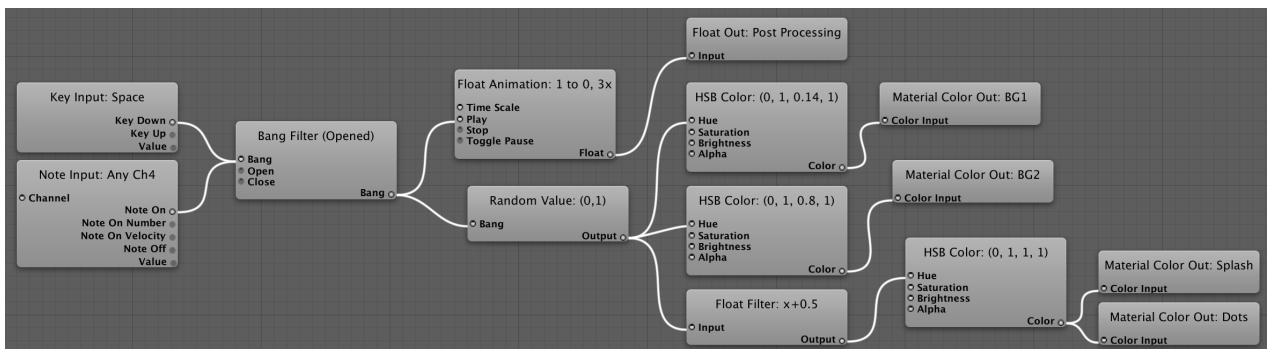 Key Input: Space
Key Down
Key Up
Value
Note Input: Any Ch4
Channel
Note On
Note On Number
Note On Velocity
Note Off
Value
Bang Filter (Opened)
Bang
Open
Close
Bang
Float Animation: 1 to 0, 3x
Time Scale
Play
Stop
Toggle Pause
Float
Random Value: (0,1)
Bang
Output
Float Out: Post Processing
Input
HSB Color: (0, 1, 0.14, 1)
Hue
Saturation
Brightness
Alpha
Color
HSB Color: (0, 1, 0.8, 1)
Hue
Saturation
Brightness
Alpha
Color
Float Filter: x+0.5
Input
Output
Material Color Out: BG1
Color Input
Material Color Out: BG2
Color Input
HSB Color: (0, 1, 1, 1)
Hue
Saturation
Brightness
Alpha
Color
Material Color Out: Splash
Color Input
Material Color Out: Dots
Color Input